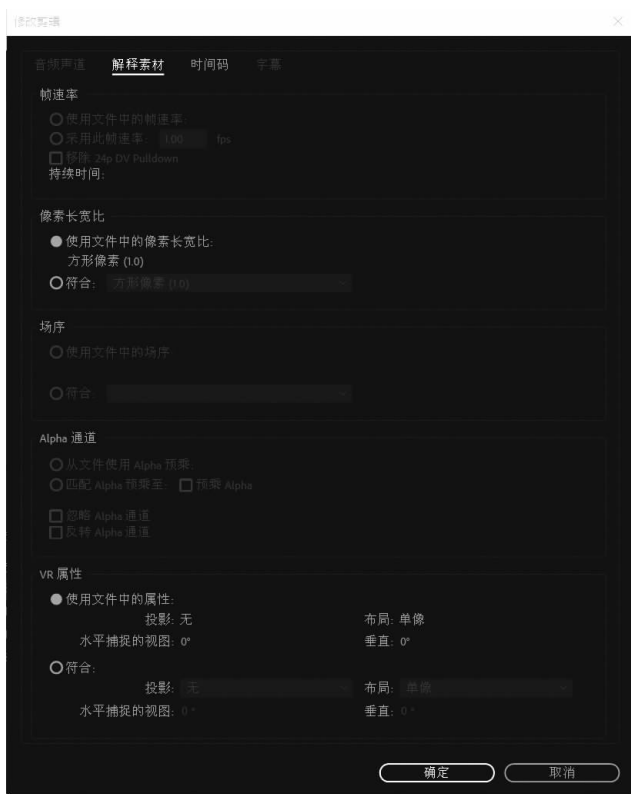 修改剪辑
音频声道 解释素材 时间码 字幕
帧速率
使用文件中的帧速率:
采用此帧速率: 1.00 fps
移除 24p DV Pulldown
持续时间:
像素长宽比
使用文件中的像素长宽比:
方形像素 (1.0)
符合: 方形像素 (1.0)
场序
使用文件中的场序
符合:
Alpha 通道
从文件使用 Alpha 预乘:
匹配 Alpha 预乘至: 预乘 Alpha
忽略 Alpha 通道
反转 Alpha 通道
VR 属性
使用文件中的属性:
投影: 无 布局: 单像
水平捕捉的视图: 0° 垂直: 0°
符合:
投影: 无 布局: 单像
水平捕捉的视图: 0° 垂直: 0°
确定 取消